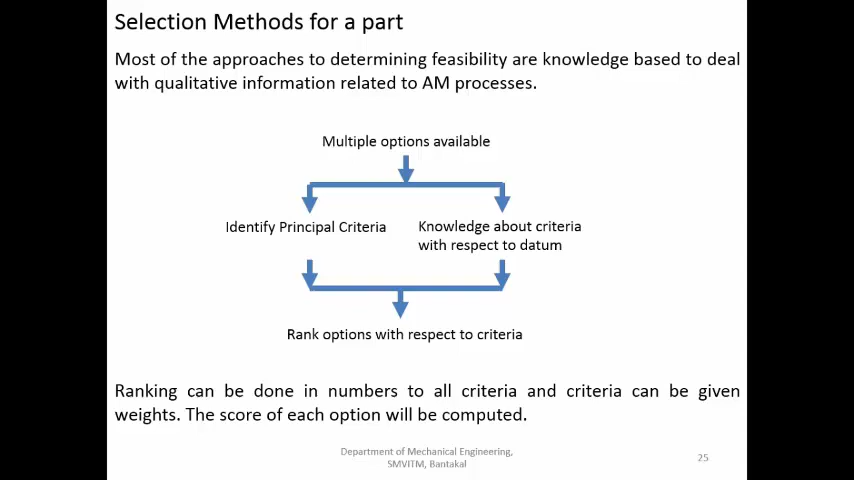 Selection Methods for a part
Most of the approaches to determining feasibility are knowledge based to deal
with qualitative information related to AM processes.
Multiple options available
Identify Principal Criteria
Knowledge about criteria
with respect to datum
Rank options with respect to criteria
Ranking can be done in numbers to all criteria and criteria can be given
weights. The score of each option will be computed.
Department of Mechanical Engineering,
SMVITM, Bantakal
25